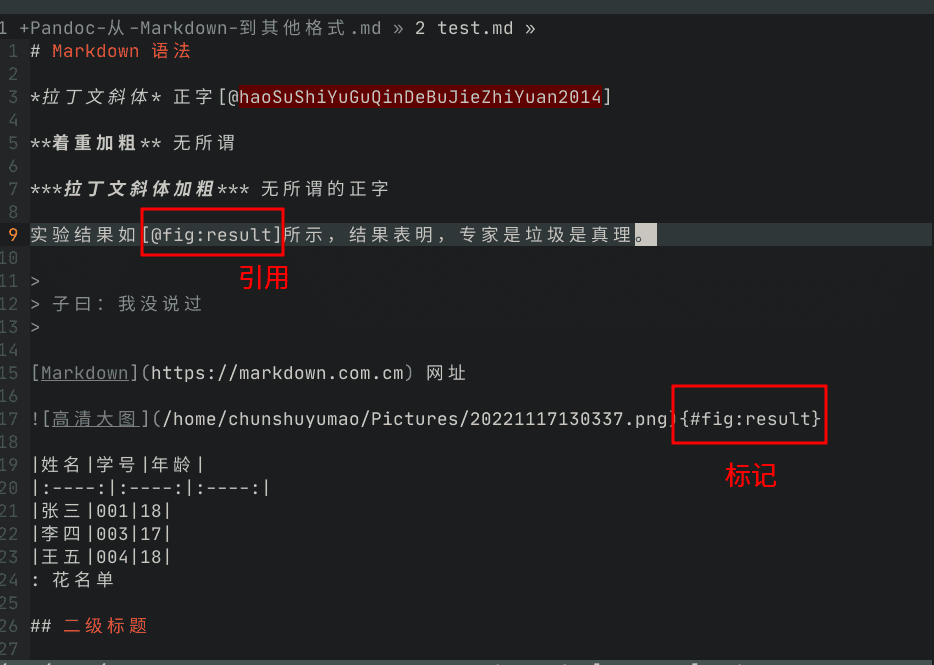 1 +Pandoc-从-Markdown-到其他格式.md » 2 test.md »
1 # Markdown 语法
2
3 *拉丁文斜体* 正字[@haoSuShiYuGuQinDeBuJieZhiYuan2014]
4
5 **着重加粗** 无所谓
6
7 ***拉丁文斜体加粗*** 无所谓的正字
8
9 实验结果如[@fig:result]所示，结果表明，专家是垃圾是真理。
10
引用
11 >
12 > 子曰：我没说过
13 >
14
15 [Markdown](https://markdown.com.cm) 网址
16
17 ![高清大图](/home/chunshuyumao/Pictures/20221117130337.png){#fig:result}
18
19 |姓名|学号|年龄|
标记
20 |:----:|:----:|:----:|
21 |张三|001|18|
22 |李四|003|17|
23 |王五|004|18|
24 : 花名单
25
26 ## 二级标题
27